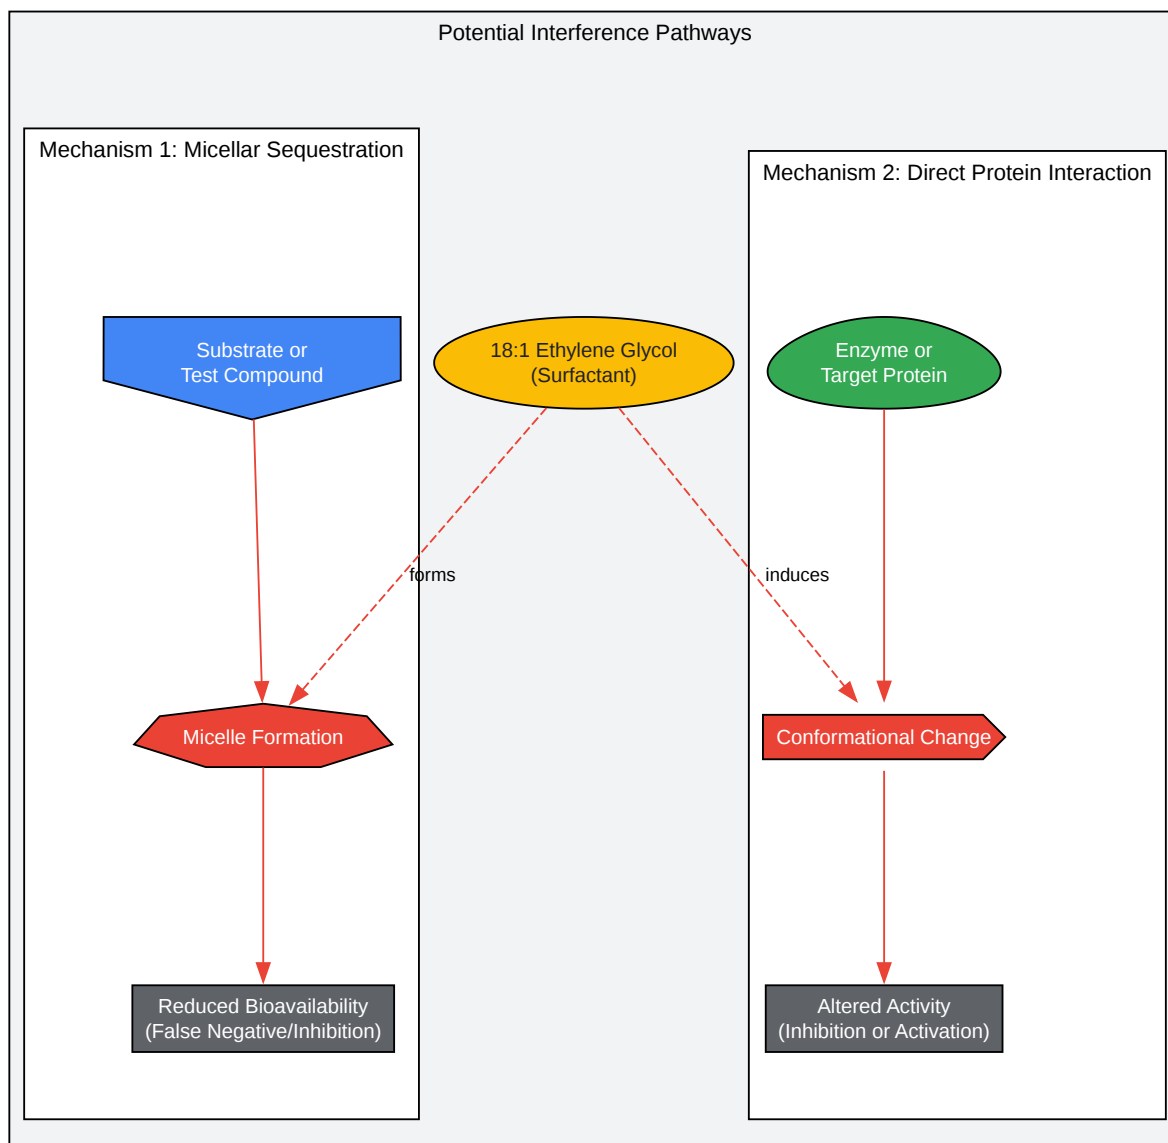 Potential Interference Pathways
Mechanism 1: Micellar Sequestration
Mechanism 2: Direct Protein Interaction
Substrate or
Test Compound
18:1 Ethylene Glycol
(Surfactant)
Enzyme or
Target Protein
forms
induces
Micelle Formation
Conformational Change
Reduced Bioavailability
(False Negative/Inhibition)
Altered Activity
(Inhibition or Activation)